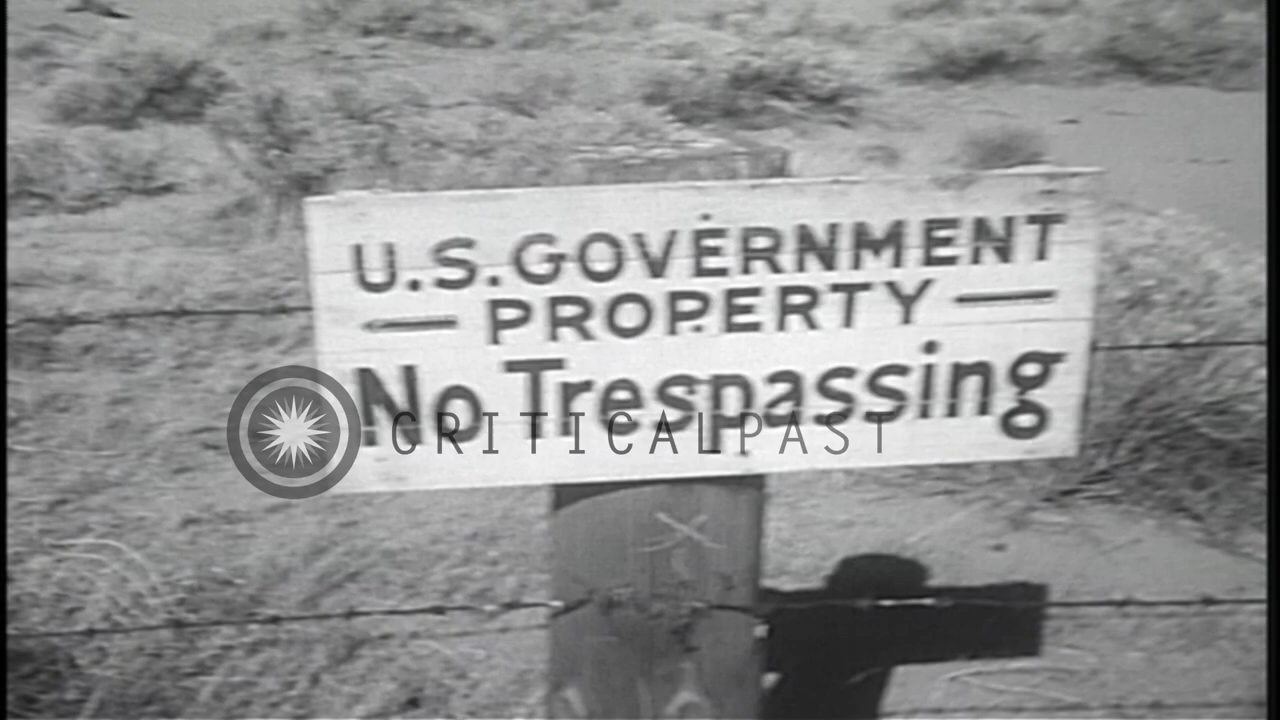 U.S. GOVERNMENT
— PROPERTY —
No Trespassing
CRITICALPAST